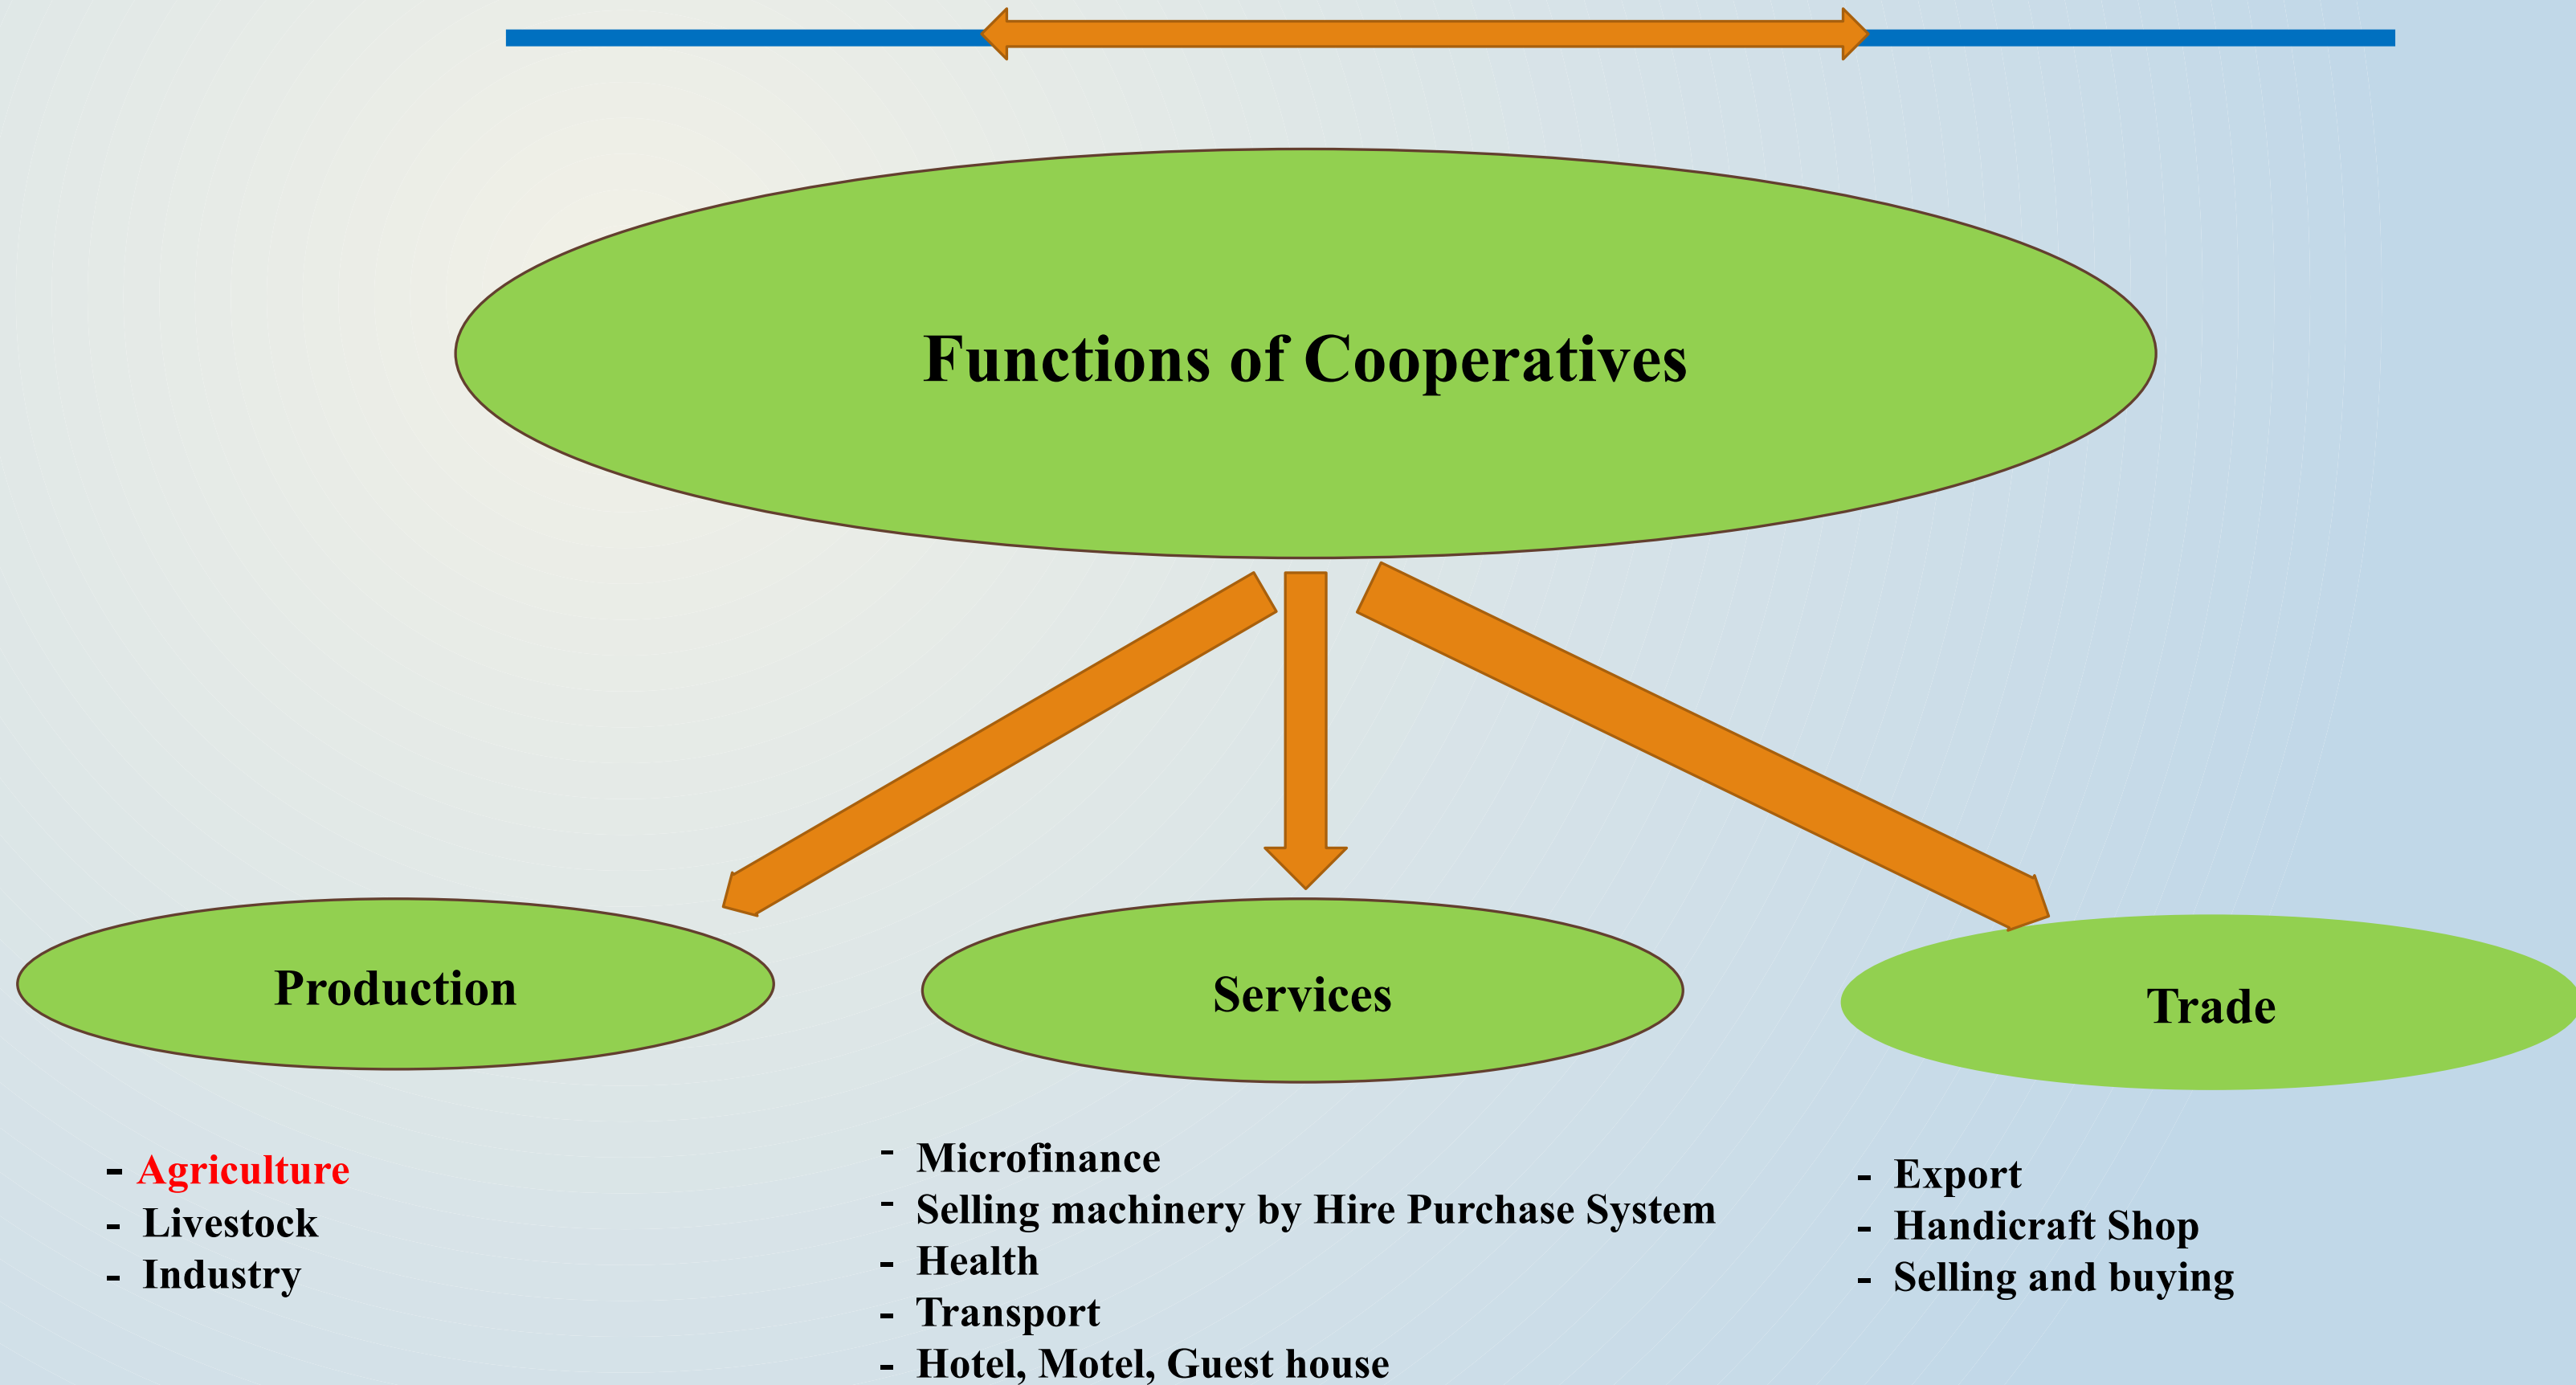 Functions of Cooperatives
Production
Services
Trade
- Agriculture
- Livestock
- Industry
- Microfinance
- Selling machinery by Hire Purchase System
- Health
- Transport
- Hotel, Motel, Guest house
- Export
- Handicraft Shop
- Selling and buying